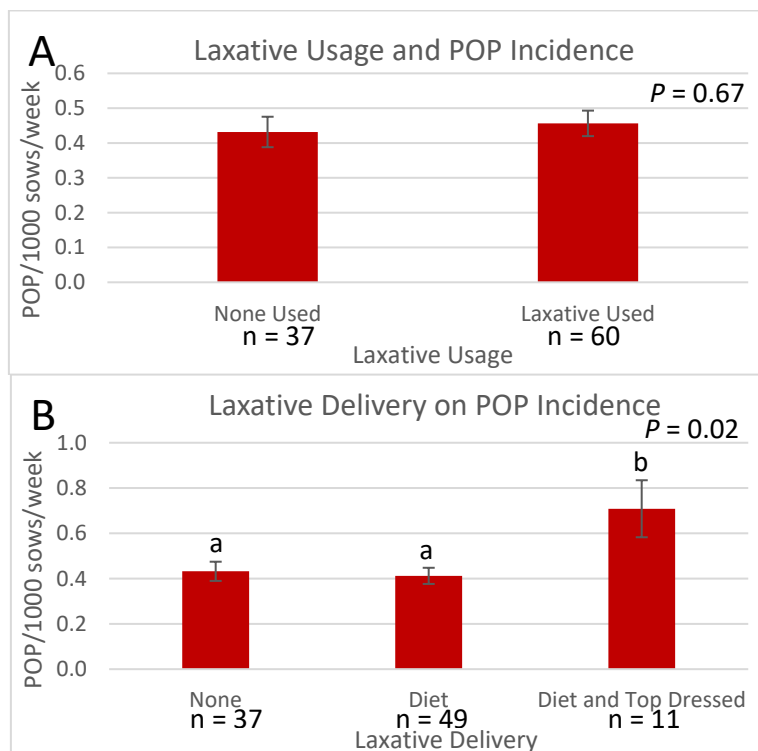 A
Laxative Usage and POP Incidence
P = 0.67
POP/1000 sows/week
0.6
0.5
0.4
0.3
0.2
0.1
0.0
None Used
Laxative Used
n = 37
n = 60
Laxative Usage
B
Laxative Delivery on POP Incidence
P = 0.02
POP/1000 sows/week
1.0
0.8
0.6
0.4
0.2
0.0
a
a
b
None
Diet
Diet and Top Dressed
n = 37
n = 49
n = 11
Laxative Delivery